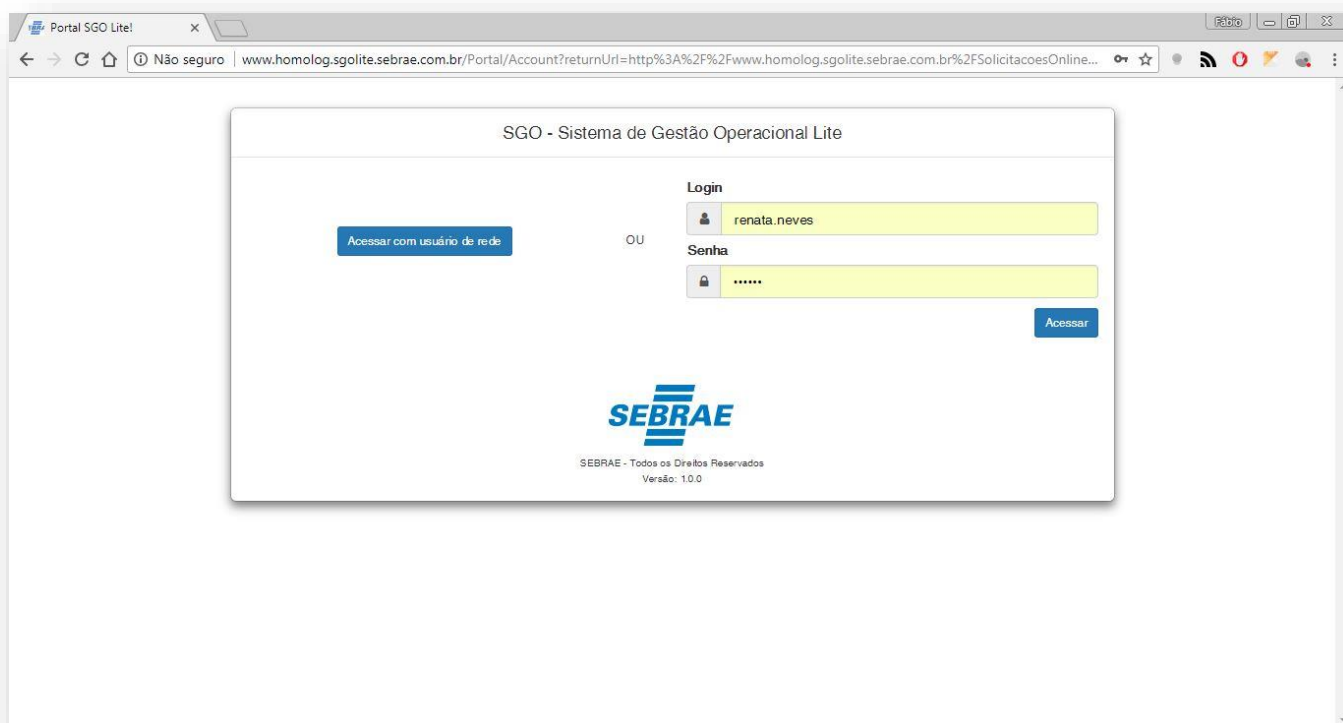 Portal SGO Lite!
Fábio
Não seguro | www.homolog.sgolite.sebrae.com.br/Portal/Account?returnUrl=http%3A%2F%2Fwww.homolog.sgolite.sebrae.com.br%2FSolicitacoesOnline...
SGO - Sistema de Gestão Operacional Lite
Login
renata.neves
Acessar com usuário de rede
OU
Senha
••••••
Acessar
SEBRAE
SEBRAE - Todos os Direitos Reservados
Versão: 1.0.0